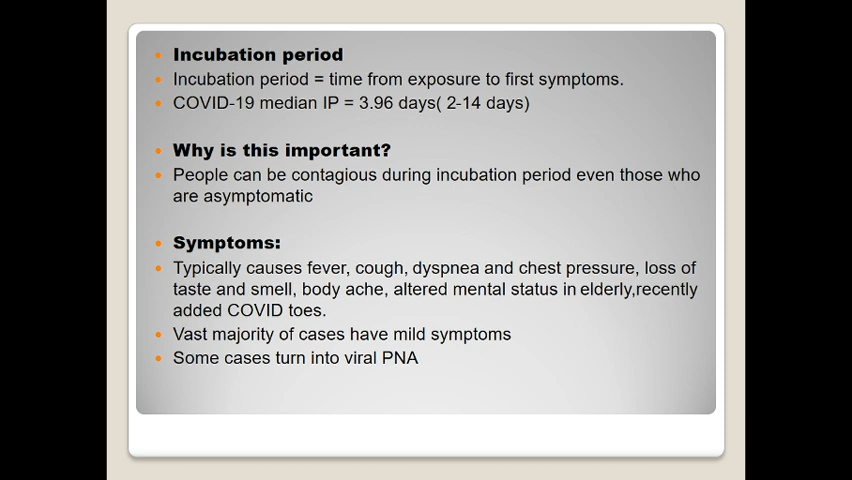 Incubation period
Incubation period = time from exposure to first symptoms.
COVID-19 median IP = 3.96 days( 2-14 days)
Why is this important?
People can be contagious during incubation period even those who
are asymptomatic
Symptoms:
Typically causes fever, cough, dyspnea and chest pressure, loss of
taste and smell, body ache, altered mental status in elderly,recently
added COVID toes.
Vast majority of cases have mild symptoms
Some cases turn into viral PNA